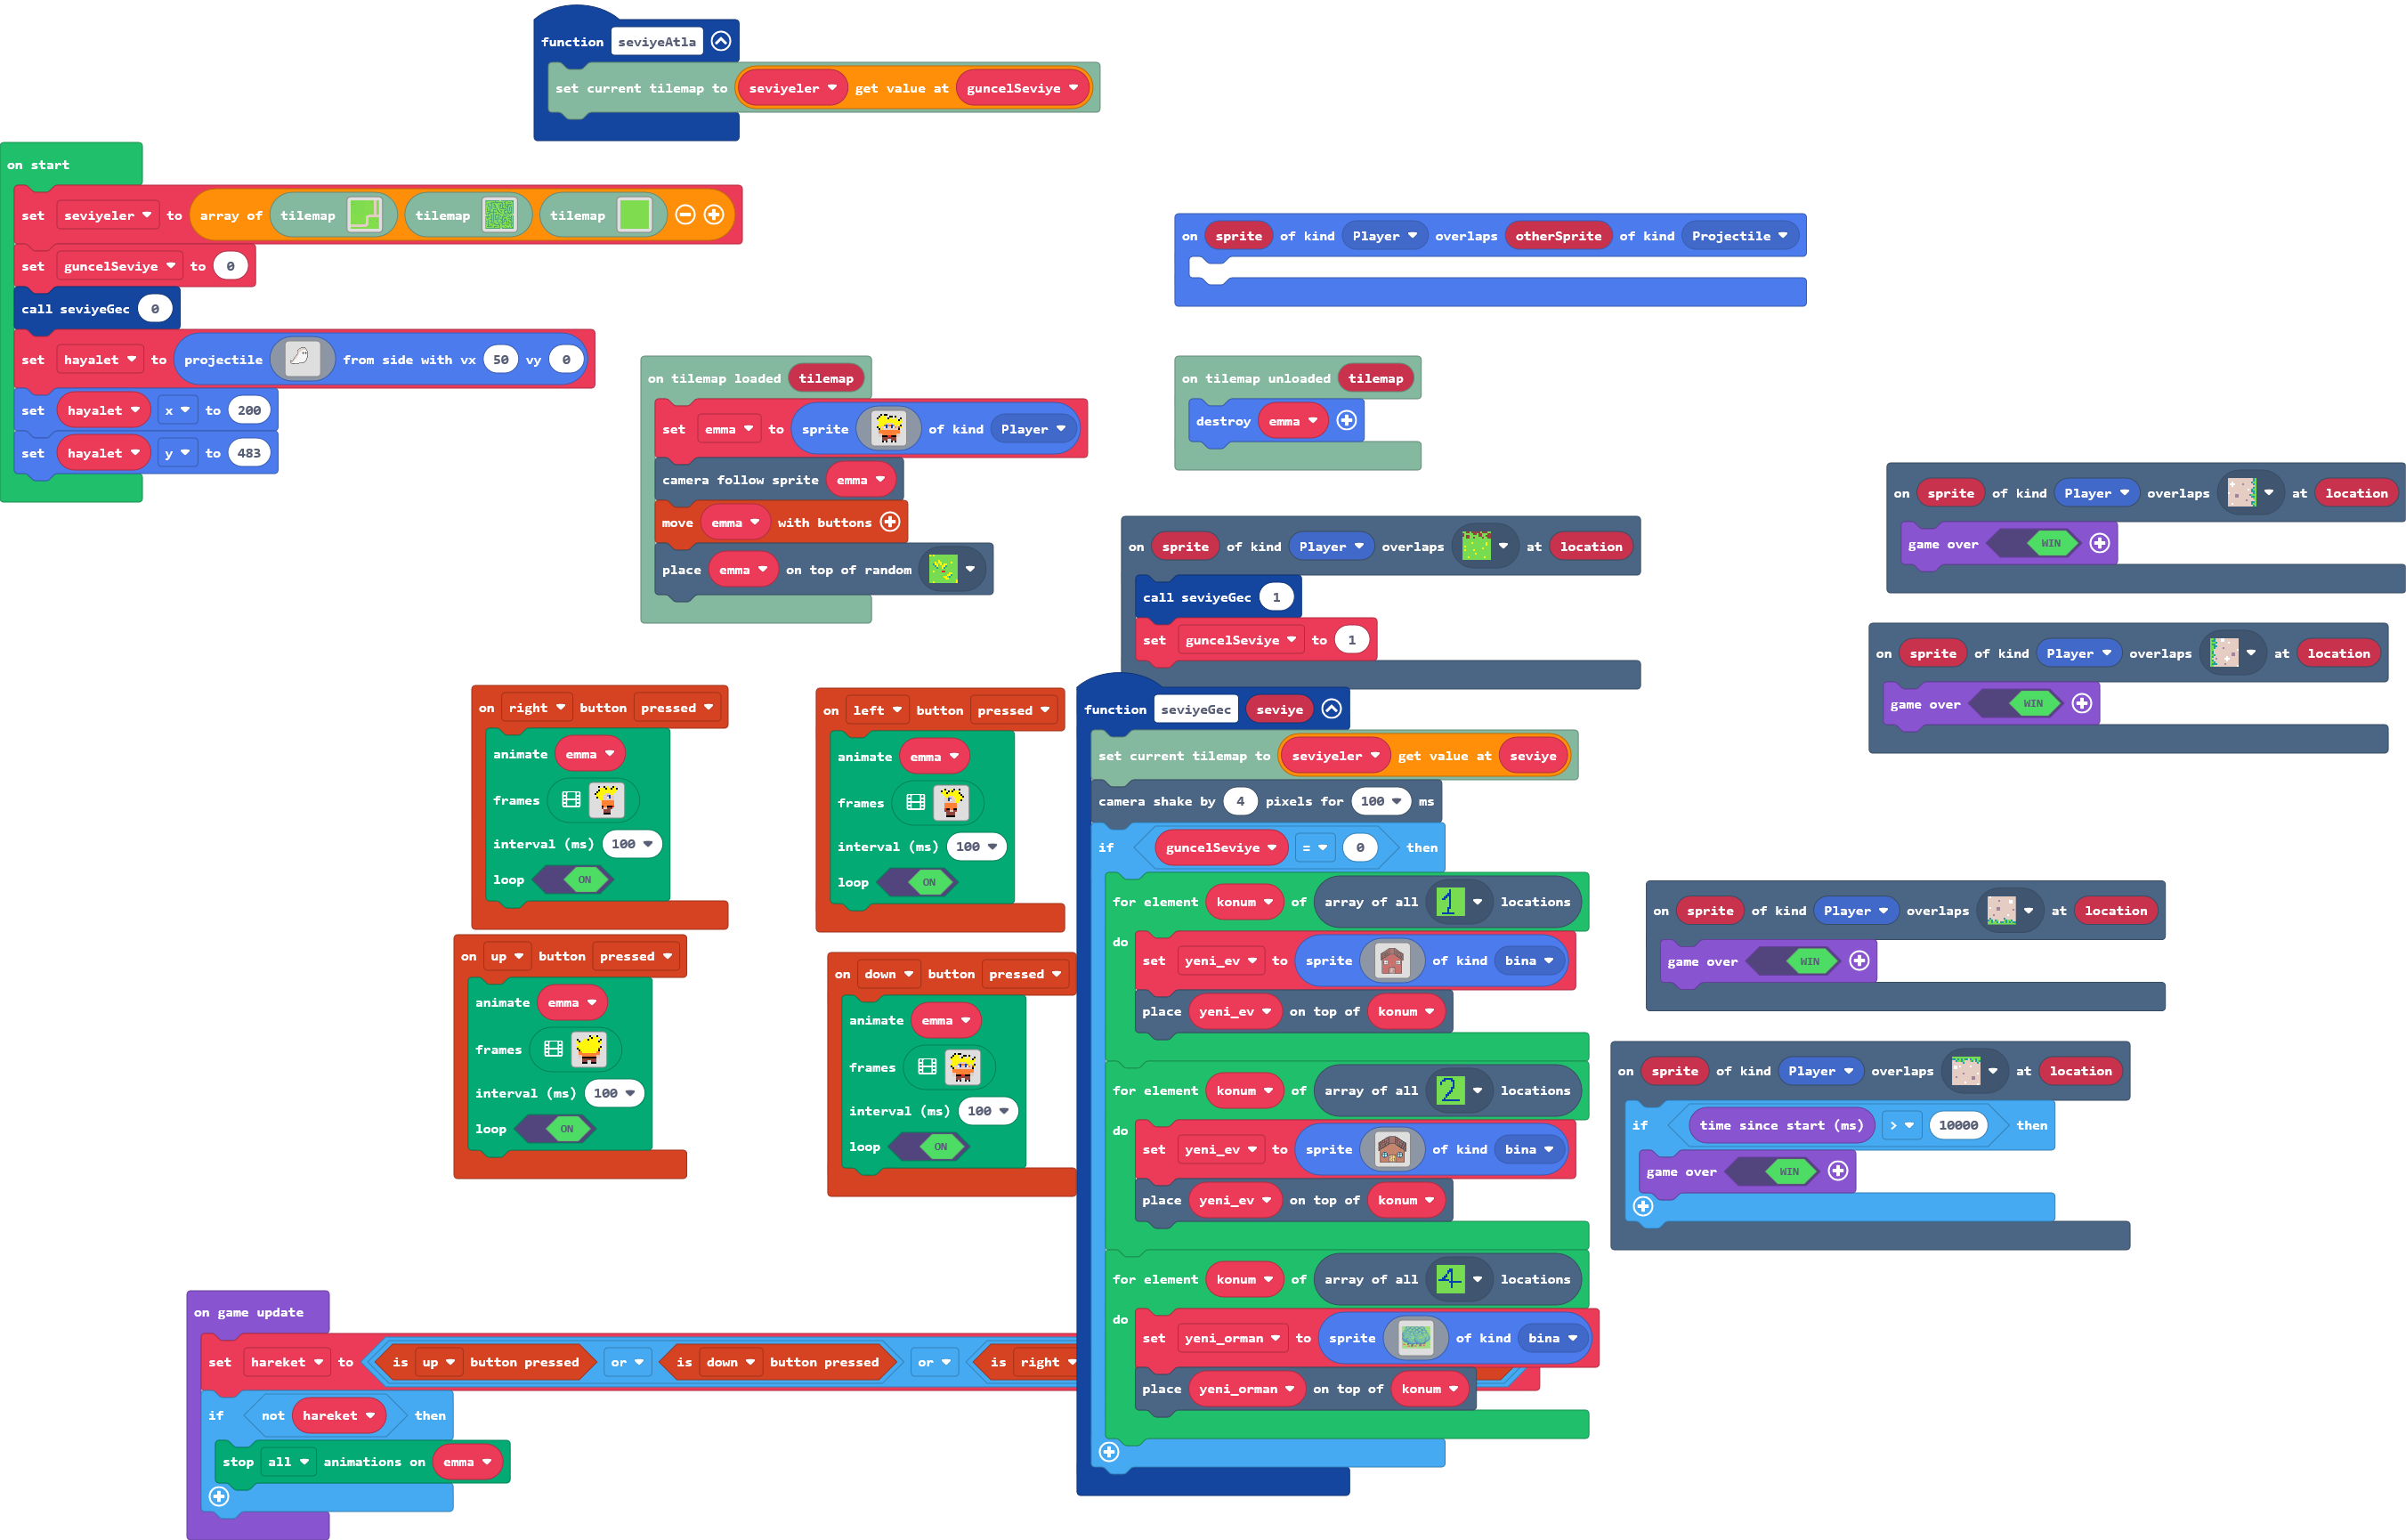 function seviyeAtla
set current tilemap to seviyeler get value at guncelSeviye
on start
set seviyeler to array of tilemap tilemap tilemap
set guncelSeviye to 0
call seviyeGec 0
set hayalet to projectile from side with vx 50 vy 0
set hayalet x to 200
set hayalet y to 483
on tilemap loaded tilemap
set emma to sprite of kind Player
camera follow sprite emma
move emma with buttons
place emma on top of random
on sprite of kind Player overlaps otherSprite of kind Projectile
on tilemap unloaded tilemap
destroy emma
on sprite of kind Player overlaps at location
call seviyeGec 1
set guncelSeviye to 1
on sprite of kind Player overlaps at location
game over WIN
on sprite of kind Player overlaps at location
game over WIN
on right button pressed
animate emma
frames
interval (ms) 100
loop ON
on left button pressed
animate emma
frames
interval (ms) 100
loop ON
on up button pressed
animate emma
frames
interval (ms) 100
loop ON
on down button pressed
animate emma
frames
interval (ms) 100
loop ON
function seviyeGec seviye
set current tilemap to seviyeler get value at seviye
camera shake by 4 pixels for 100 ms
if guncelSeviye = 0 then
for element konum of array of all 1 locations
do set yeni_ev to sprite of kind bina
place yeni_ev on top of konum
for element konum of array of all 2 locations
do set yeni_ev to sprite of kind bina
place yeni_ev on top of konum
for element konum of array of all 4 locations
do set yeni_orman to sprite of kind bina
place yeni_orman on top of konum
on sprite of kind Player overlaps at location
game over WIN
on sprite of kind Player overlaps at location
if time since start (ms) > 10000 then
game over WIN
on game update
set hareket to is up button pressed or is down button pressed or is right
if not hareket then
stop all animations on emma